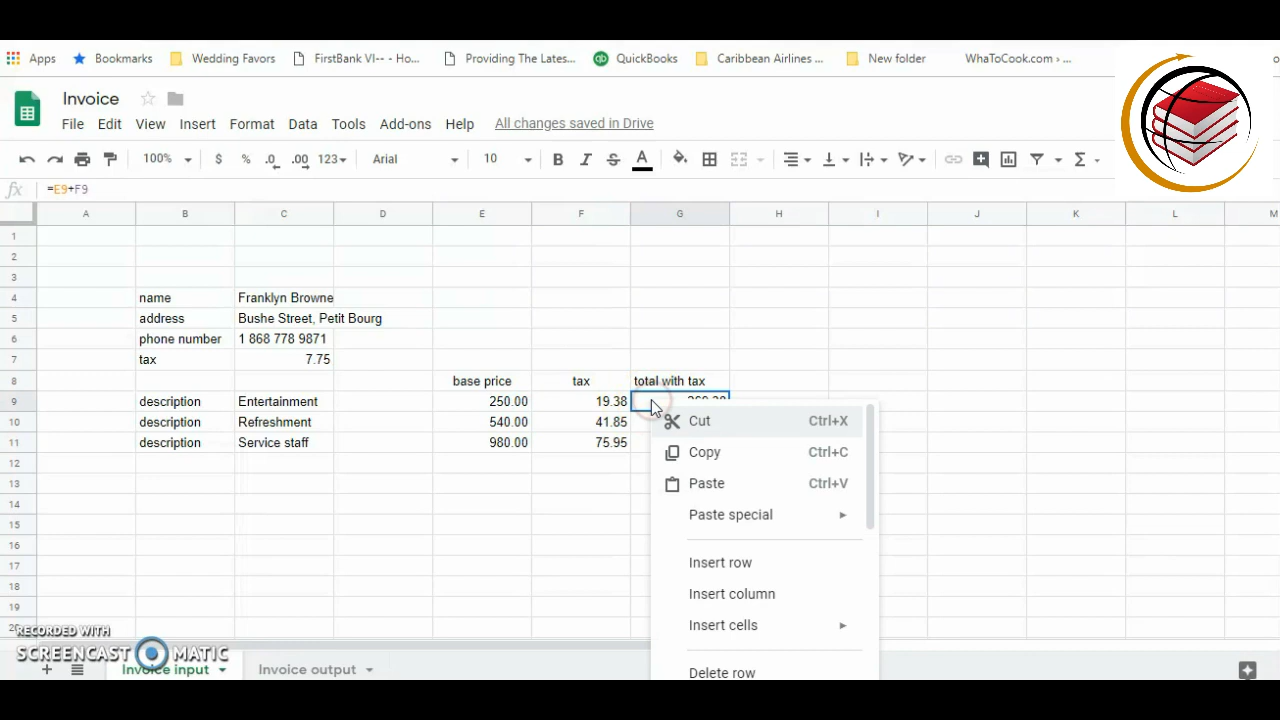 Apps Bookmarks Wedding Favors FirstBank VI-- - Ho... Providing The Lates... QuickBooks Caribbean Airlines ... New folder WhaToCook.com › ...
Invoice
File Edit View Insert Format Data Tools Add-ons Help All changes saved in Drive
100% $ % .0 .00 123 Arial 10 B I S A Σ
fx =E9+F9
A B C D E F G H I J K L M
1
2
3
4 name Franklyn Browne
5 address Bushe Street, Petit Bourg
6 phone number 1 868 778 9871
7 tax 7.75
8 base price tax total with tax
9 description Entertainment 250.00 19.38
10 description Refreshment 540.00 41.85
11 description Service staff 980.00 75.95
12
13
14
15
16
17
18
19
Cut Ctrl+X
Copy Ctrl+C
Paste Ctrl+V
Paste special
Insert row
Insert column
Insert cells
Delete row
RECORDED WITH
SCREENCAST MATIC
Invoice input Invoice output